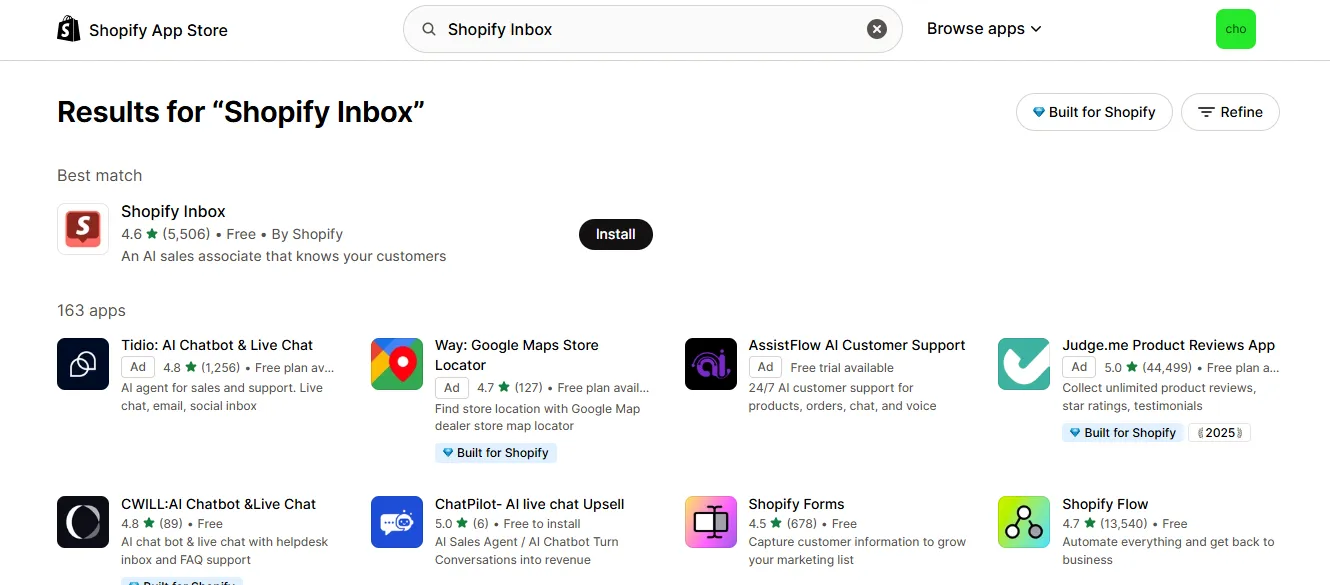 Shopify App Store
Shopify Inbox
Browse apps
cho
Results for “Shopify Inbox”
Built for Shopify
Refine
Best match
Shopify Inbox
4.6 ★ (5,506) • Free • By Shopify
An AI sales associate that knows your customers
Install
163 apps
Tidio: AI Chatbot & Live Chat
Ad 4.8 ★ (1,256) • Free plan av...
AI agent for sales and support. Live
chat, email, social inbox
Way: Google Maps Store
Locator
Ad 4.7 ★ (127) • Free plan avail...
Find store location with Google Map
dealer store map locator
Built for Shopify
AssistFlow AI Customer Support
Ad Free trial available
24/7 AI customer support for
products, orders, chat, and voice
Judge.me Product Reviews App
Ad 5.0 ★ (44,499) • Free plan a...
Collect unlimited product reviews,
star ratings, testimonials
Built for Shopify 2025
CWILL:AI Chatbot &Live Chat
4.8 ★ (89) • Free
AI chat bot & live chat with helpdesk
inbox and FAQ support
Built for Shopify
ChatPilot- AI live chat Upsell
5.0 ★ (6) • Free to install
AI Sales Agent / AI Chatbot Turn
Conversations into revenue
Shopify Forms
4.5 ★ (678) • Free
Capture customer information to grow
your marketing list
Shopify Flow
4.7 ★ (13,540) • Free
Automate everything and get back to
business